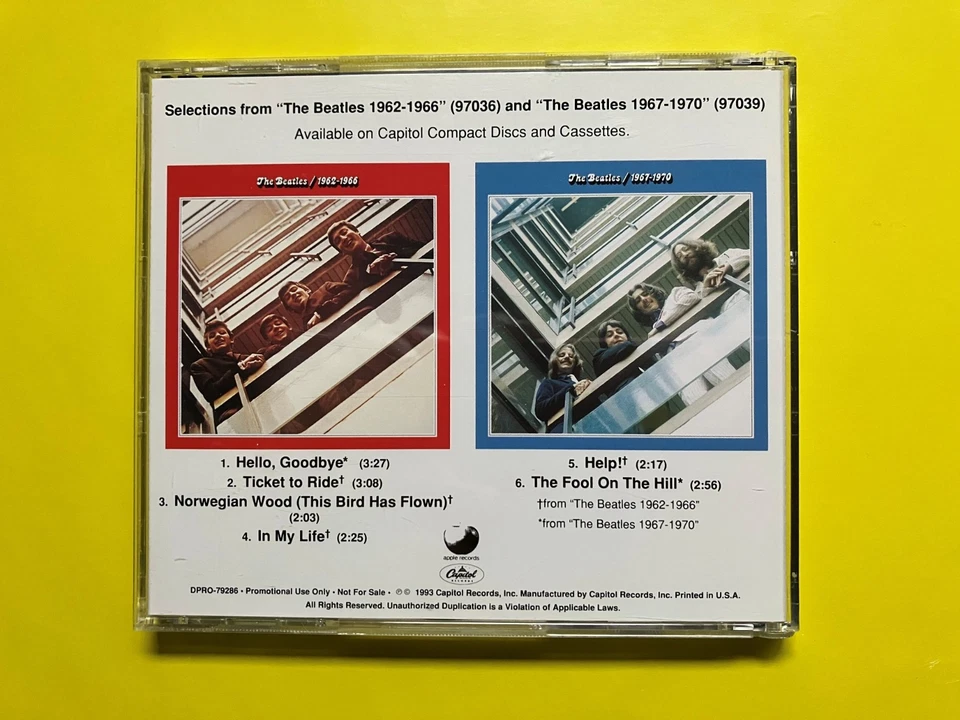 Selections from “The Beatles 1962-1966” (97036) and “The Beatles 1967-1970” (97039)
Available on Capitol Compact Discs and Cassettes.
The Beatles / 1962-1966
The Beatles / 1967-1970
1. Hello, Goodbye* (3:27)
2. Ticket to Ride† (3:08)
3. Norwegian Wood (This Bird Has Flown)†
(2:03)
4. In My Life† (2:25)
5. Help!† (2:17)
6. The Fool On The Hill* (2:56)
†from “The Beatles 1962-1966”
*from “The Beatles 1967-1970”
apple records
Capitol
RECORDS
DPRO-79286 • Promotional Use Only • Not For Sale • ℗ © 1993 Capitol Records, Inc. Manufactured by Capitol Records, Inc. Printed in U.S.A.
All Rights Reserved. Unauthorized Duplication is a Violation of Applicable Laws.